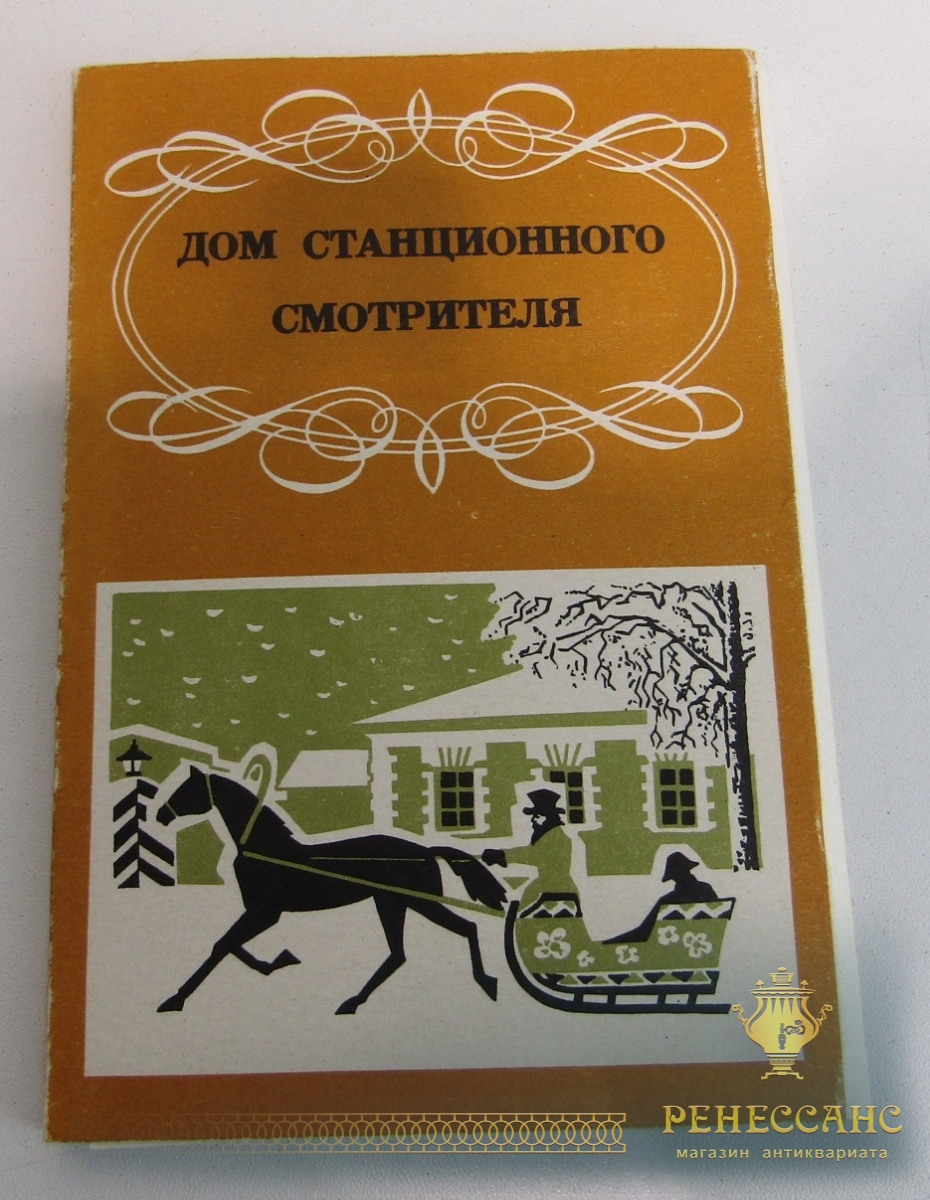 ДОМ СТАНЦИОННОГО
СМОТРИТЕЛЯ
РЕНЕССАНС
магазин антиквариата